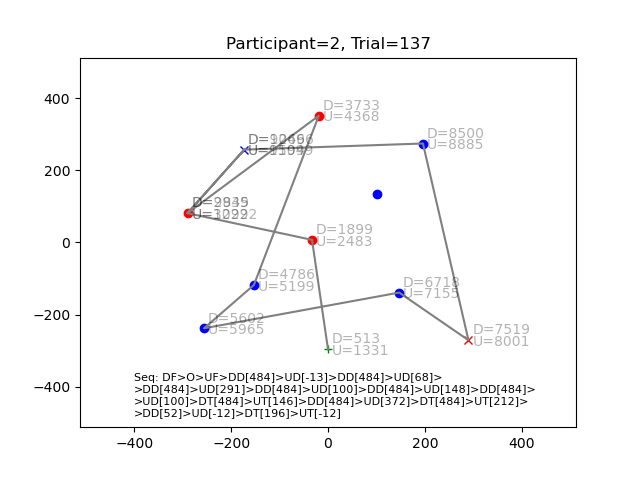 Participant=2, Trial=137
400
200
0
−200
−400
D=3733
U=4368
D=8500
U=8885
D=1899
U=2483
D=4786
U=5199
D=6718
U=7155
D=5602
U=5965
D=513
U=1331
D=7519
U=8001
Seq: DF>O>UF>DD[484]>UD[-13]>DD[484]>UD[68]>
>DD[484]>UD[291]>DD[484]>UD[100]>DD[484]>UD[148]>DD[484]>
>UD[100]>DT[484]>UT[146]>DD[484]>UD[372]>DT[484]>UT[212]>
>DD[52]>UD[-12]>DT[196]>UT[-12]
−400 −200 0 200 400